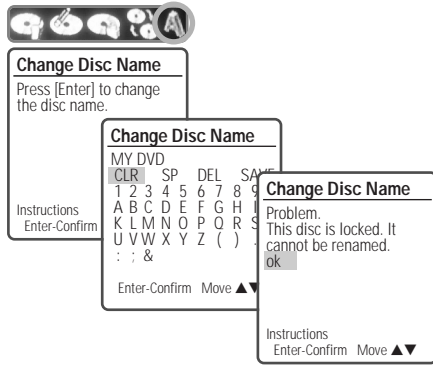 A
Change Disc Name
Press [Enter] to change
the disc name.
Instructions
Enter-Confirm
Change Disc Name
MY DVD
CLR SP DEL SAVE
1 2 3 4 5 6 7 8 9
A B C D E F G H I
K L M N O P Q R S
U V W X Y Z ( ) .
: ; &
Enter-Confirm Move ▲▼
Change Disc Name
Problem.
This disc is locked. It
cannot be renamed.
ok
Instructions
Enter-Confirm Move ▲▼